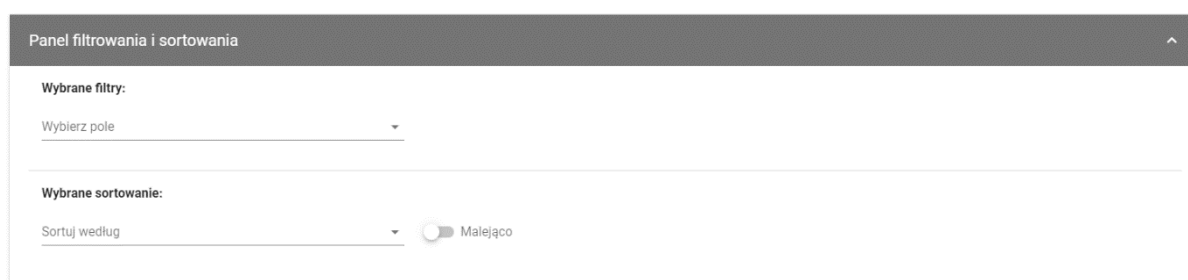 Panel filtrowania i sortowania
Wybrane filtry:
Wybierz pole
Wybrane sortowanie:
Sortuj według
Malejąco